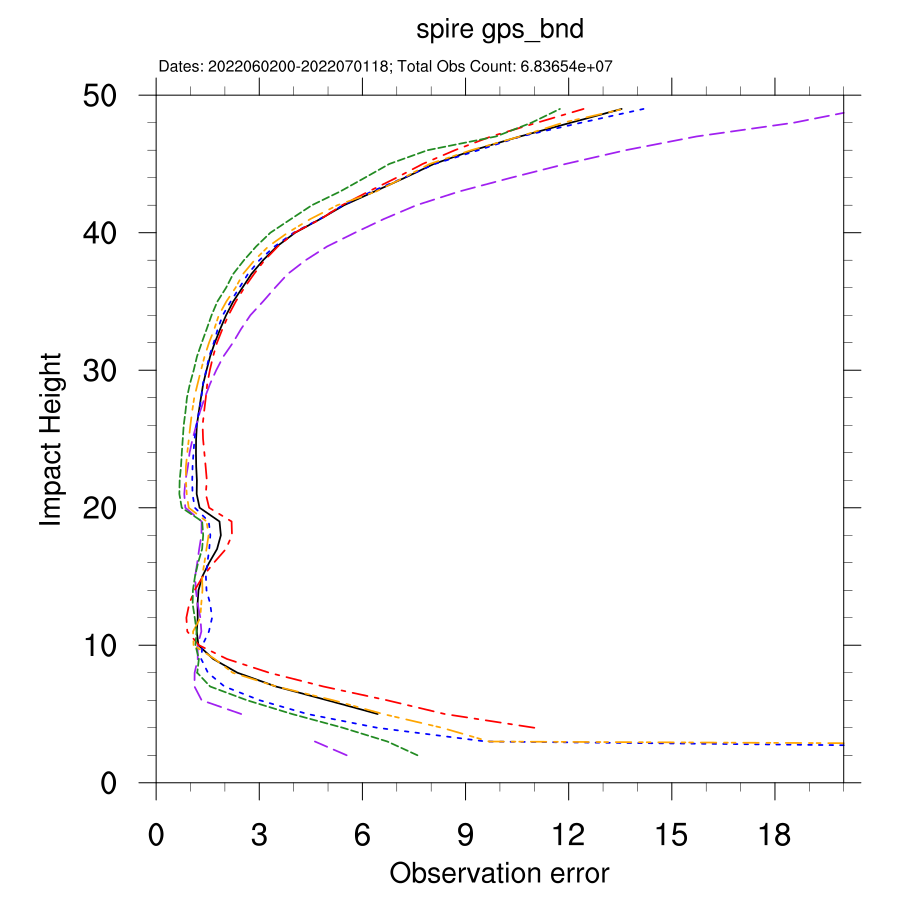 spire gps_bnd
Dates: 2022060200-2022070118; Total Obs Count: 6.83654e+07
50
40
30
20
10
0
Impact Height
0 3 6 9 12 15 18
Observation error